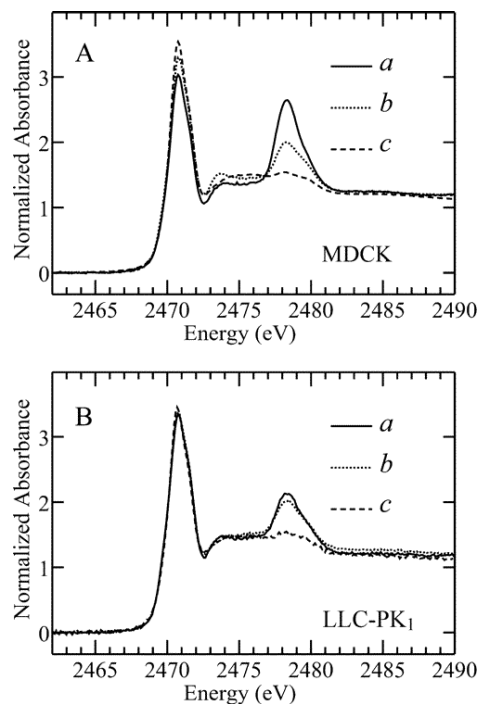 A
a
b
c
3
2
1
0
Normalized Absorbance
MDCK
2465 2470 2475 2480 2485 2490
Energy (eV)
B
a
b
c
3
2
1
0
Normalized Absorbance
LLC-PK₁
2465 2470 2475 2480 2485 2490
Energy (eV)